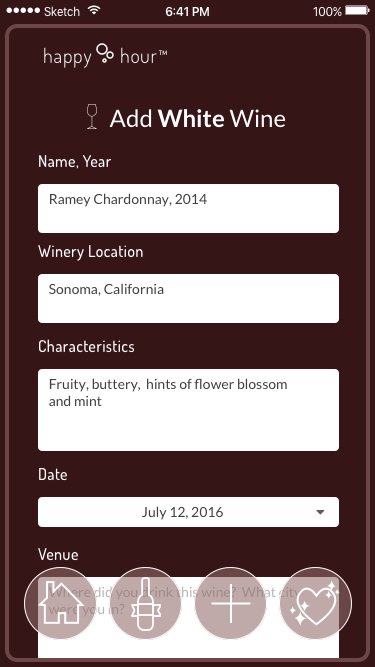 Sketch 6:41 PM 100%
happy hour™
Add White Wine
Name, Year
Ramey Chardonnay, 2014
Winery Location
Sonoma, California
Characteristics
Fruity, buttery, hints of flower blossom
and mint
Date
July 12, 2016
Venue
Where did you drink this wine? What city
were you in?